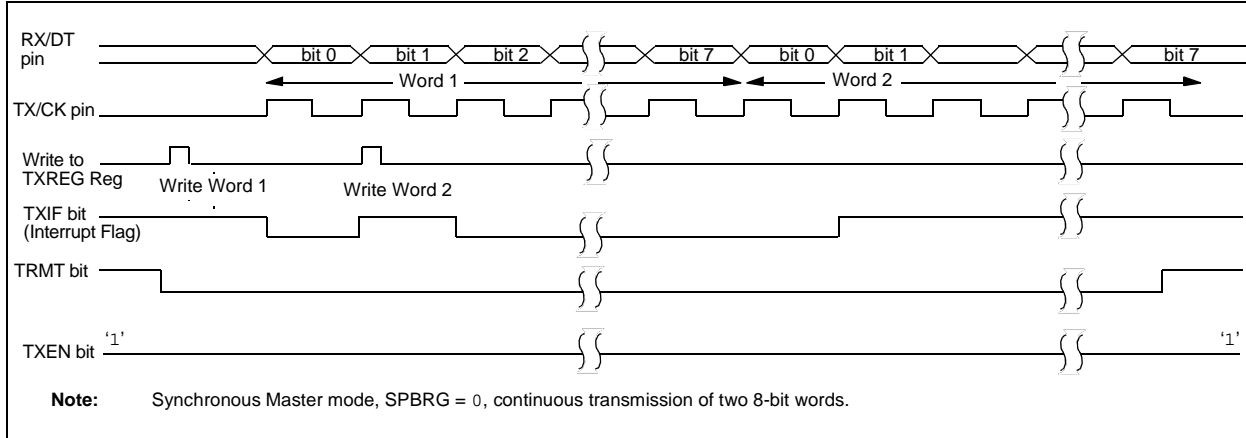 RX/DT
pin
bit 0 bit 1 bit 2 bit 7 bit 0 bit 1 bit 7
Word 1 Word 2
TX/CK pin
Write to
TXREG Reg
Write Word 1 Write Word 2
TXIF bit
(Interrupt Flag)
TRMT bit
‘1’ ‘1’
TXEN bit
Note: Synchronous Master mode, SPBRG = 0, continuous transmission of two 8-bit words.